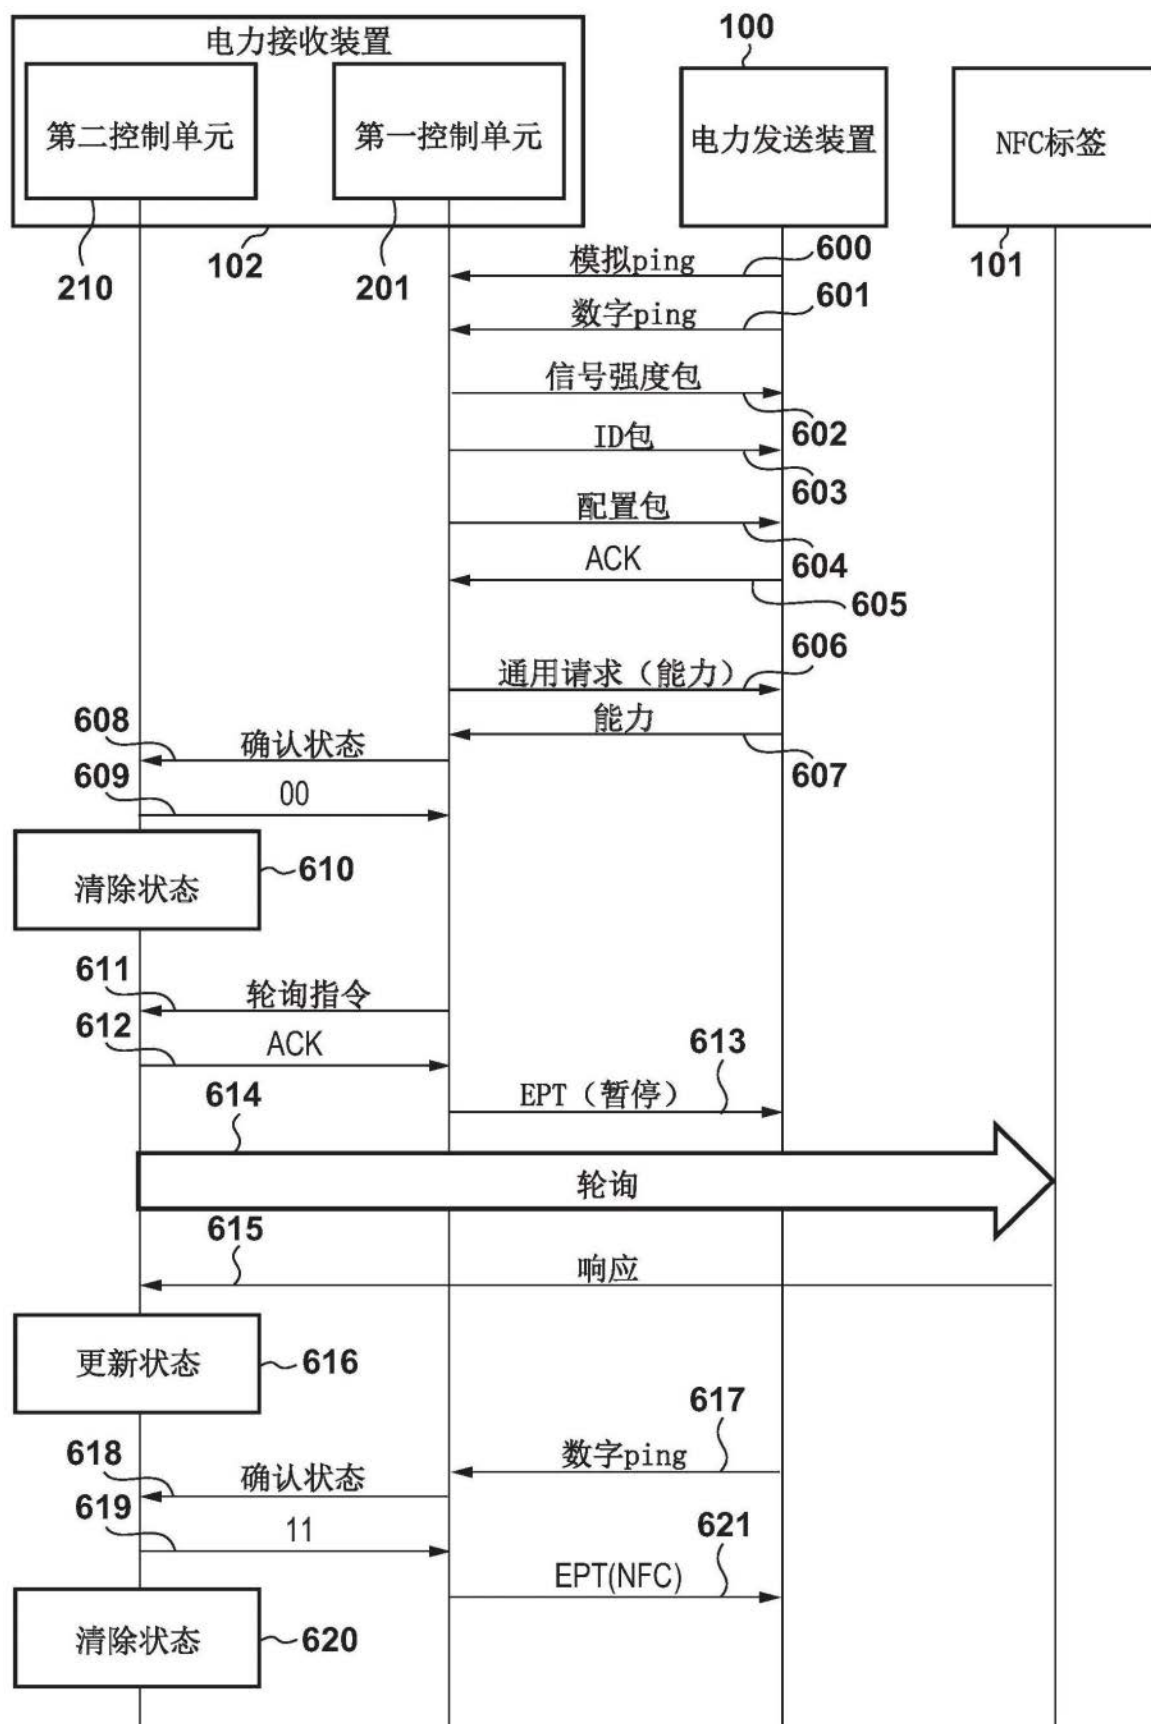 电力接收装置
100
第二控制单元
第一控制单元
电力发送装置
NFC标签
210
102
201
101
模拟ping
600
数字ping
601
信号强度包
602
ID包
603
配置包
604
ACK
605
通用请求（能力）
606
能力
607
608
确认状态
609
00
清除状态
610
611
轮询指令
612
ACK
EPT（暂停）
613
614
轮询
615
响应
更新状态
616
617
数字ping
618
确认状态
619
11
621
EPT(NFC)
清除状态
620